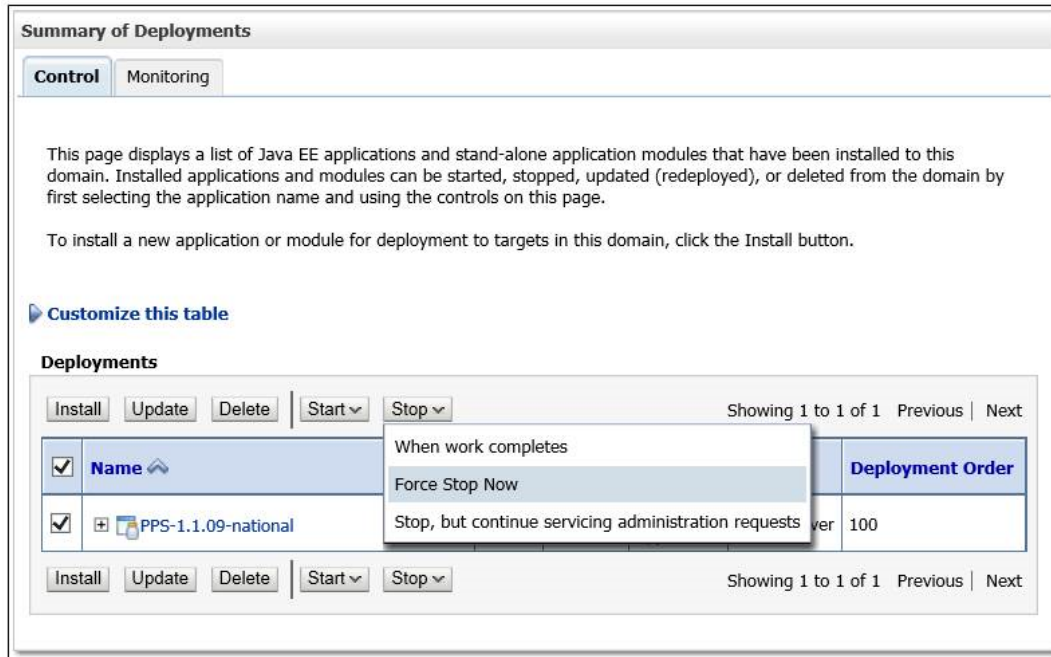 Summary of Deployments
Control Monitoring
This page displays a list of Java EE applications and stand-alone application modules that have been installed to this
domain. Installed applications and modules can be started, stopped, updated (redeployed), or deleted from the domain by
first selecting the application name and using the controls on this page.
To install a new application or module for deployment to targets in this domain, click the Install button.
Customize this table
Deployments
Install Update Delete Start Stop Showing 1 to 1 of 1 Previous | Next
When work completes
Name Deployment Order
Force Stop Now
Stop, but continue servicing administration requests
PPS-1.1.09-national 100
Install Update Delete Start Stop Showing 1 to 1 of 1 Previous | Next